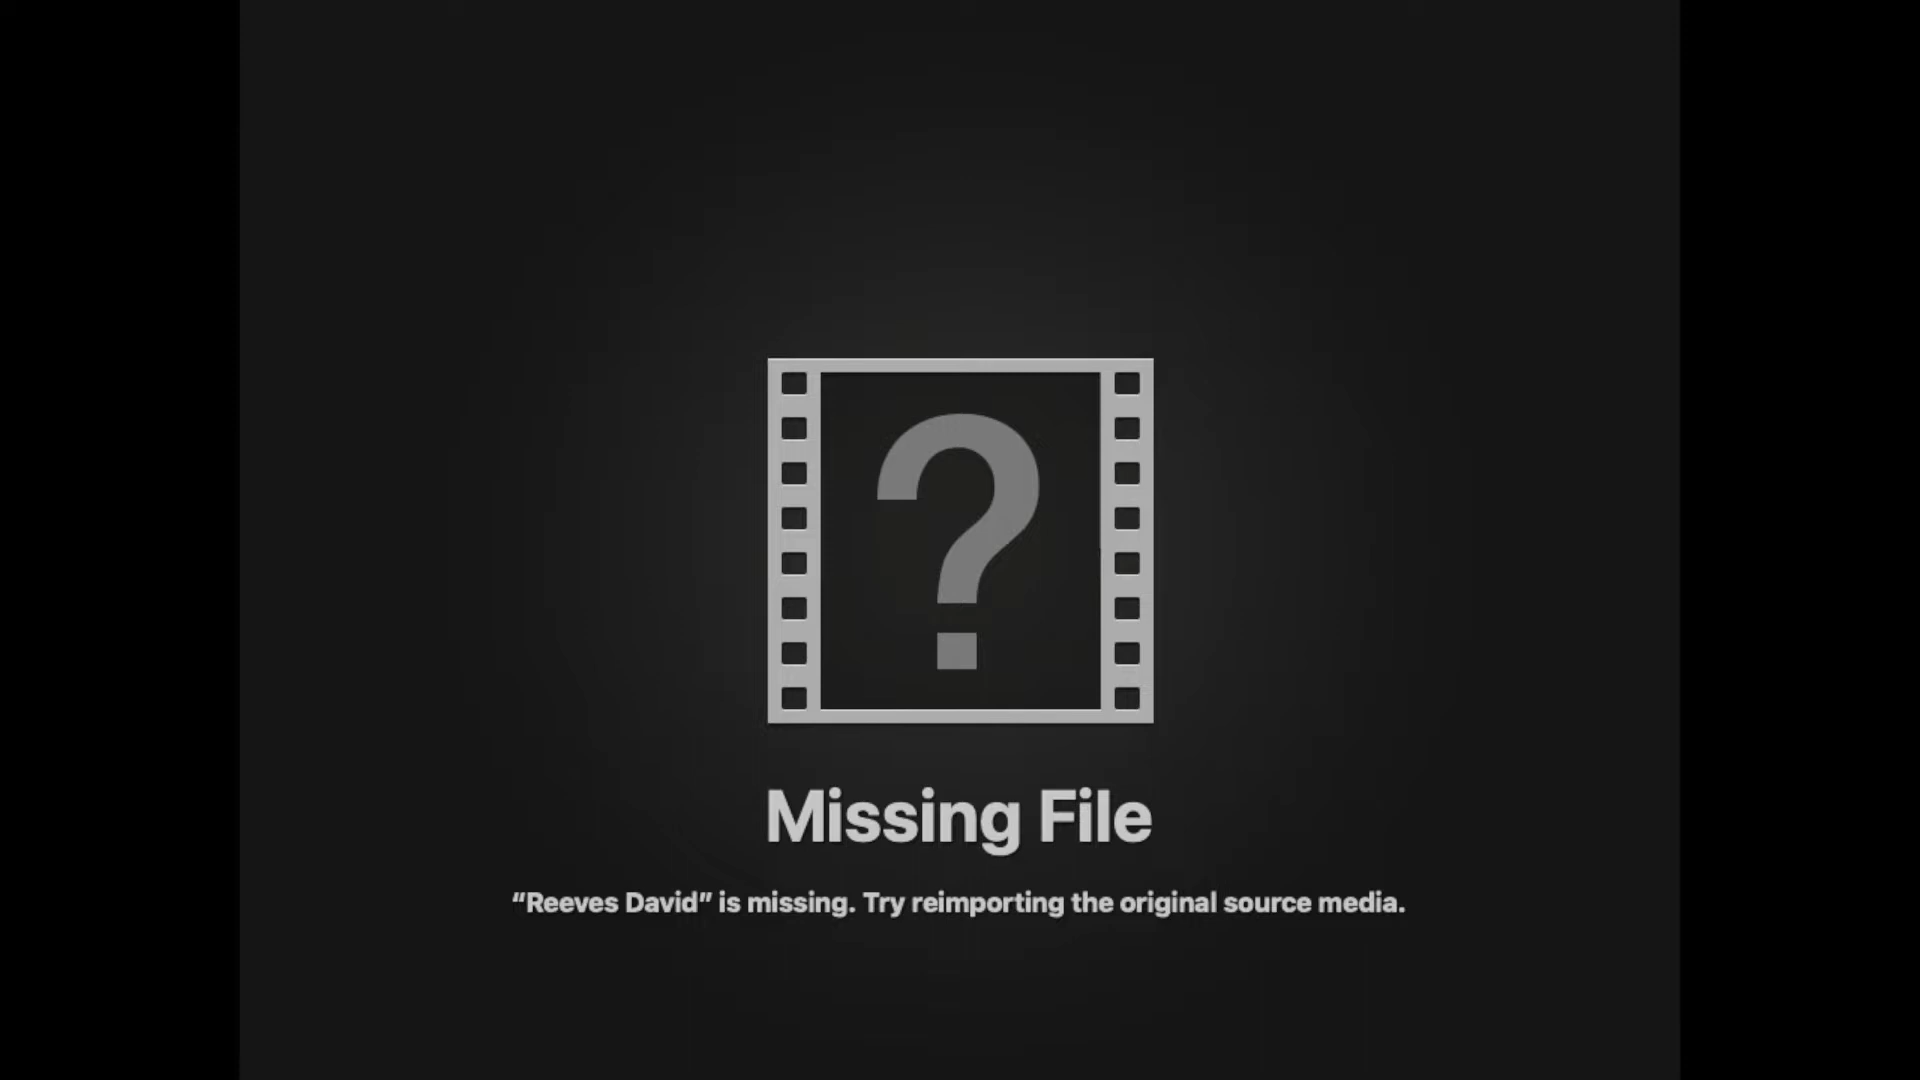 ?
Missing File
“Reeves David” is missing. Try reimporting the original source media.